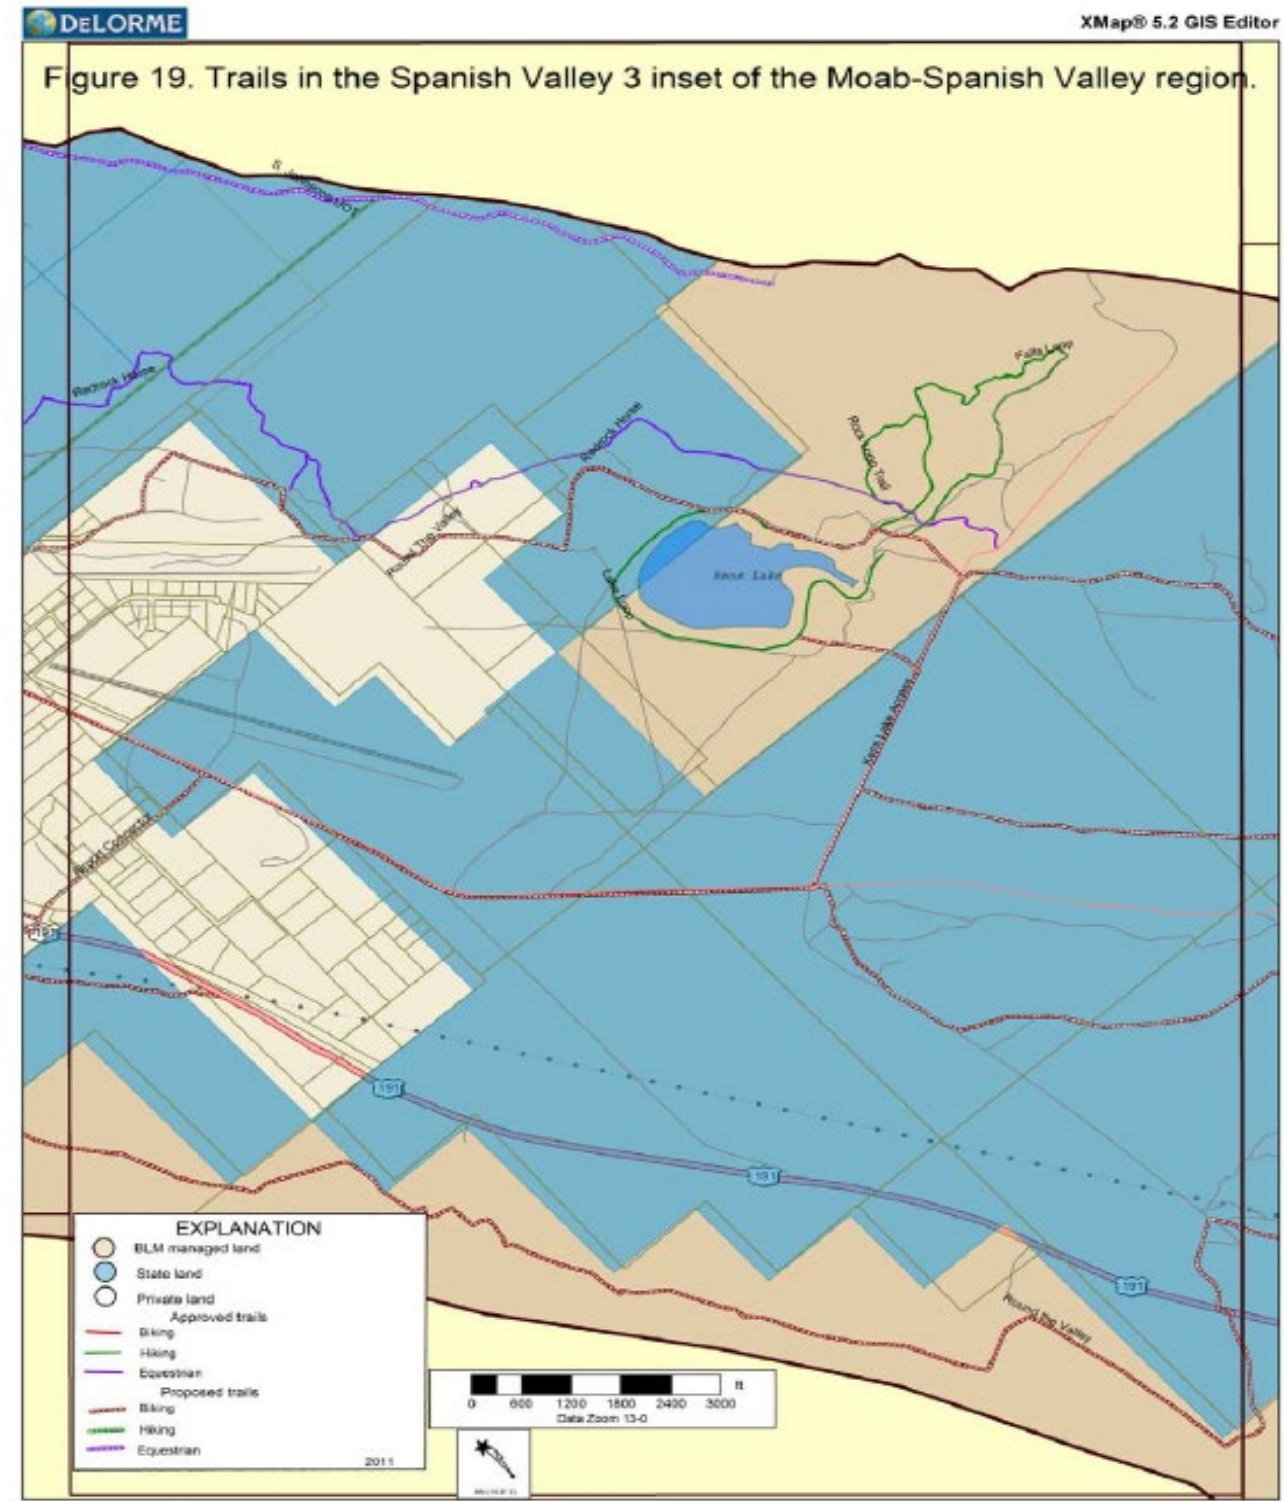 DELORME
XMap® 5.2 GIS Editor
Figure 19. Trails in the Spanish Valley 3 inset of the Moab-Spanish Valley region.
Falls Loop
Redrock Horse
Redrock Horse
Rock Loop Trail
Round The Valley
Kens Lake
Lake Loop
Kens Lake Access
191
191
191
Round the Valley
EXPLANATION
BLM managed land
State land
Private land
Approved trails
Biking
Hiking
Equestrian
Proposed trails
Biking
Hiking
Equestrian
2011
ft
0 600 1200 1800 2400 3000
Data Zoom 13-0